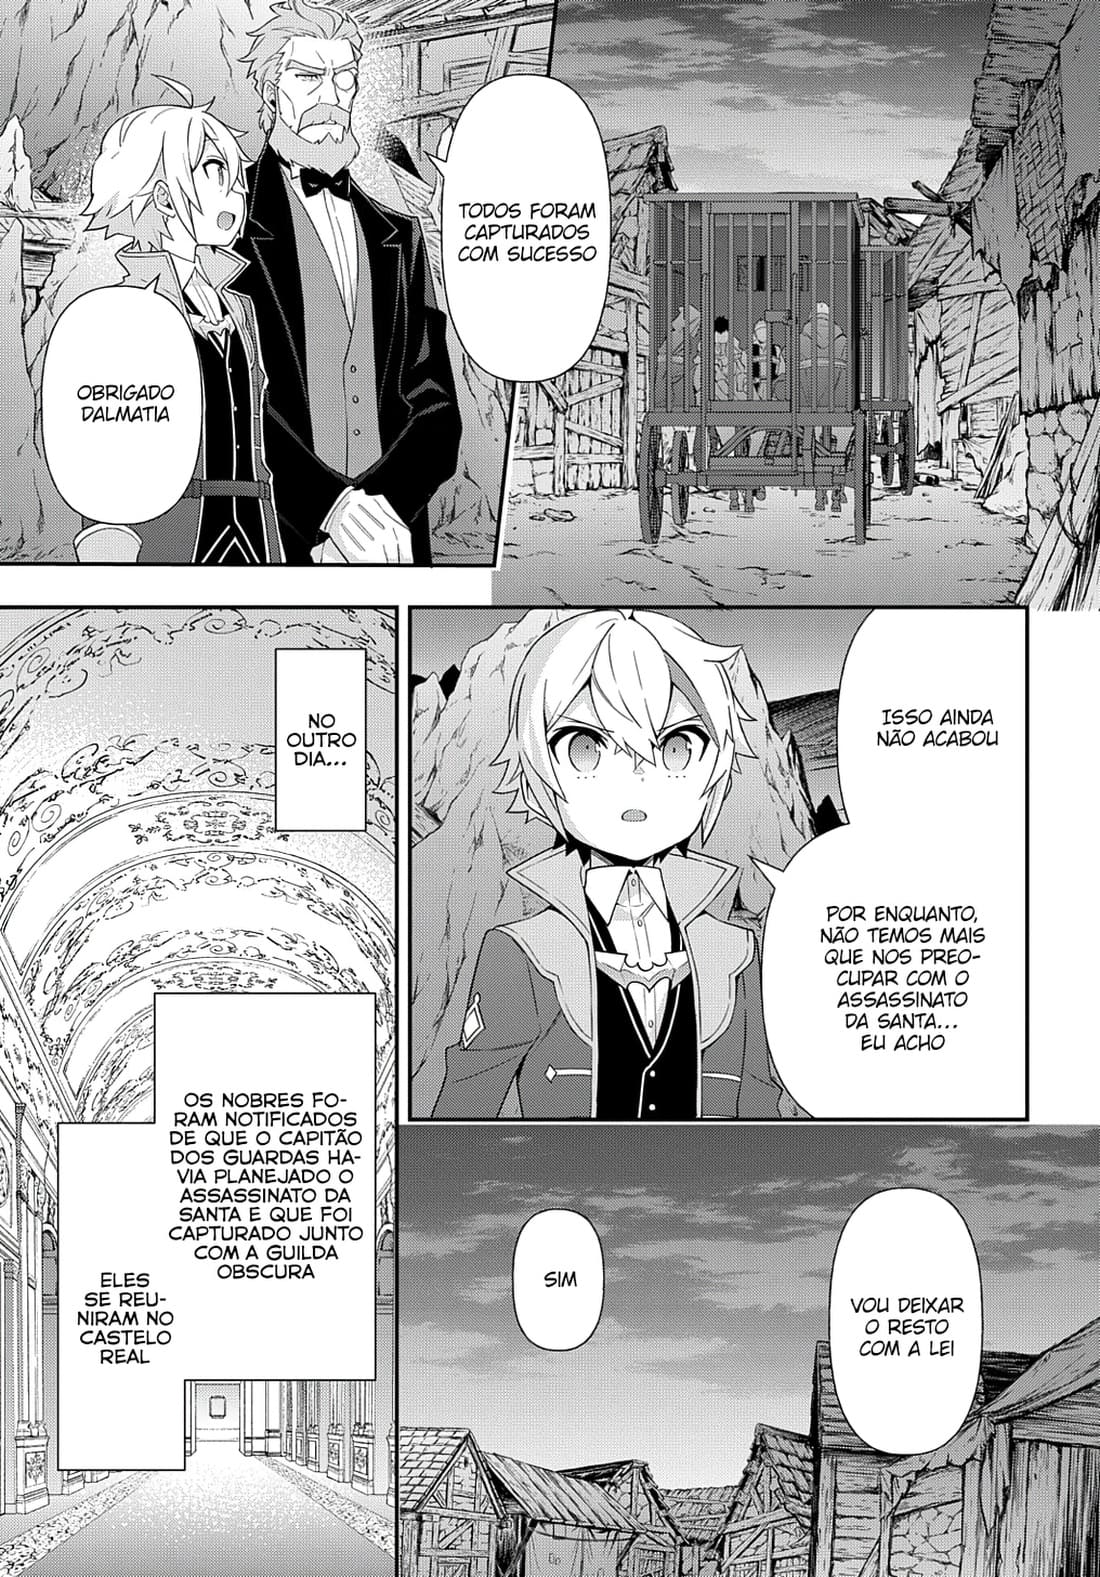 TODOS FORAM
CAPTURADOS
COM SUCESSO
OBRIGADO
DALMATIA
ISSO AINDA
NÃO ACABOU
POR ENQUANTO,
NÃO TEMOS MAIS
QUE NOS PREO-
CUPAR COM O
ASSASSINATO
DA SANTA...
EU ACHO
VOU DEIXAR
O RESTO
COM A LEI
SIM
NO
OUTRO
DIA...
OS NOBRES FO-
RAM NOTIFICADOS
DE QUE O CAPITÃO
DOS GUARDAS HA-
VIA PLANEJADO O
ASSASSINATO DA
SANTA E QUE FOI
CAPTURADO JUNTO
COM A GUILDA
OBSCURA
ELES
SE REU-
NIRAM NO
CASTELO
REAL